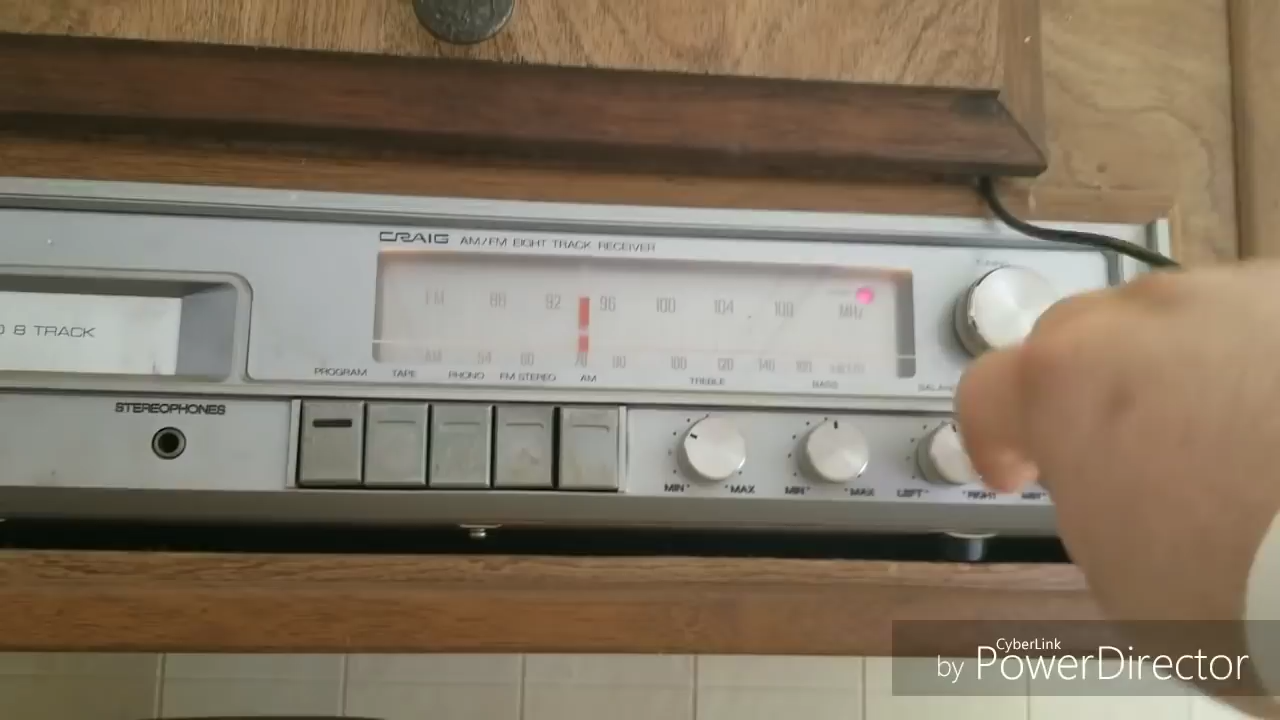 CRAIG AM/FM EIGHT TRACK RECEIVER
FM 88 92 96 100 104 108 MHz
8 TRACK
AM 54 60 70 80 100 120 140 160
PROGRAM TAPE PHONO FM STEREO AM TREBLE BASS
STEREOPHONES
MIN MAX MIN MAX LEFT RIGHT
CyberLink
by PowerDirector